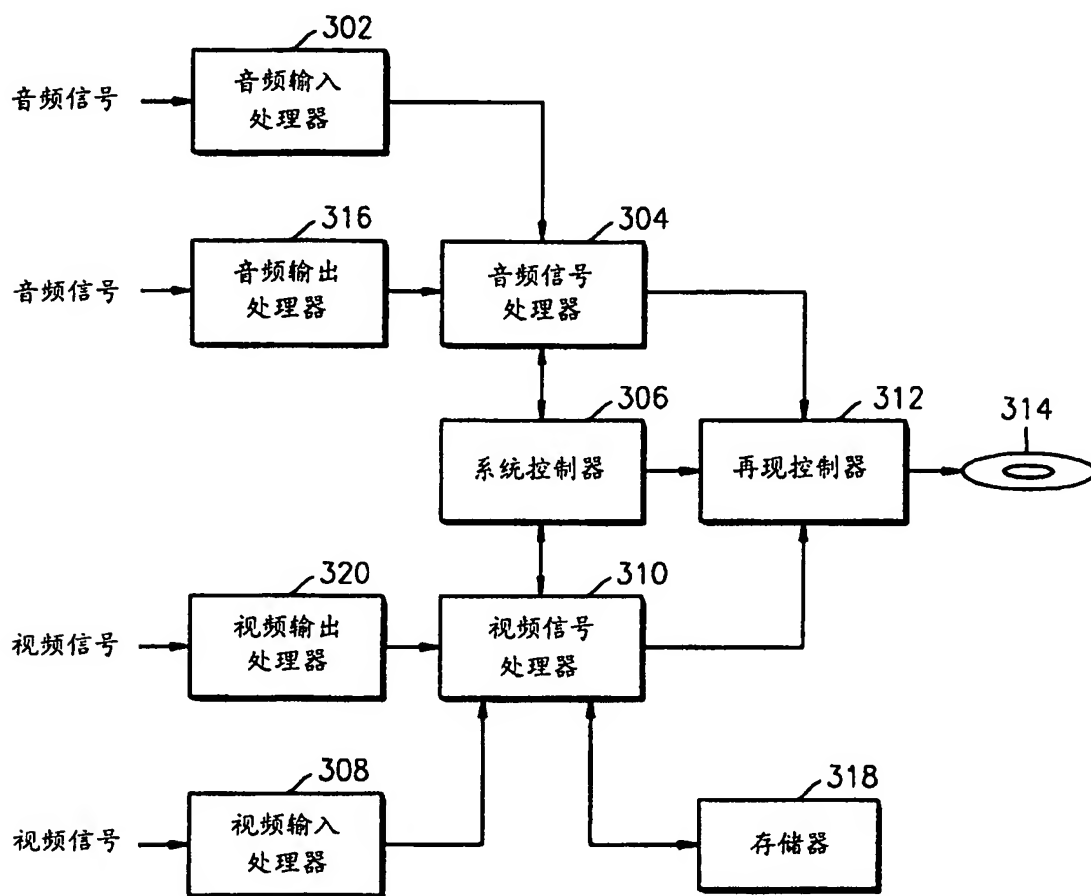 302
音频信号
音频输入
处理器
316
304
音频信号
音频输出
处理器
音频信号
处理器
306
312
314
系统控制器
再现控制器
320
310
视频信号
视频输出
处理器
视频信号
处理器
308
318
视频信号
视频输入
处理器
存储器